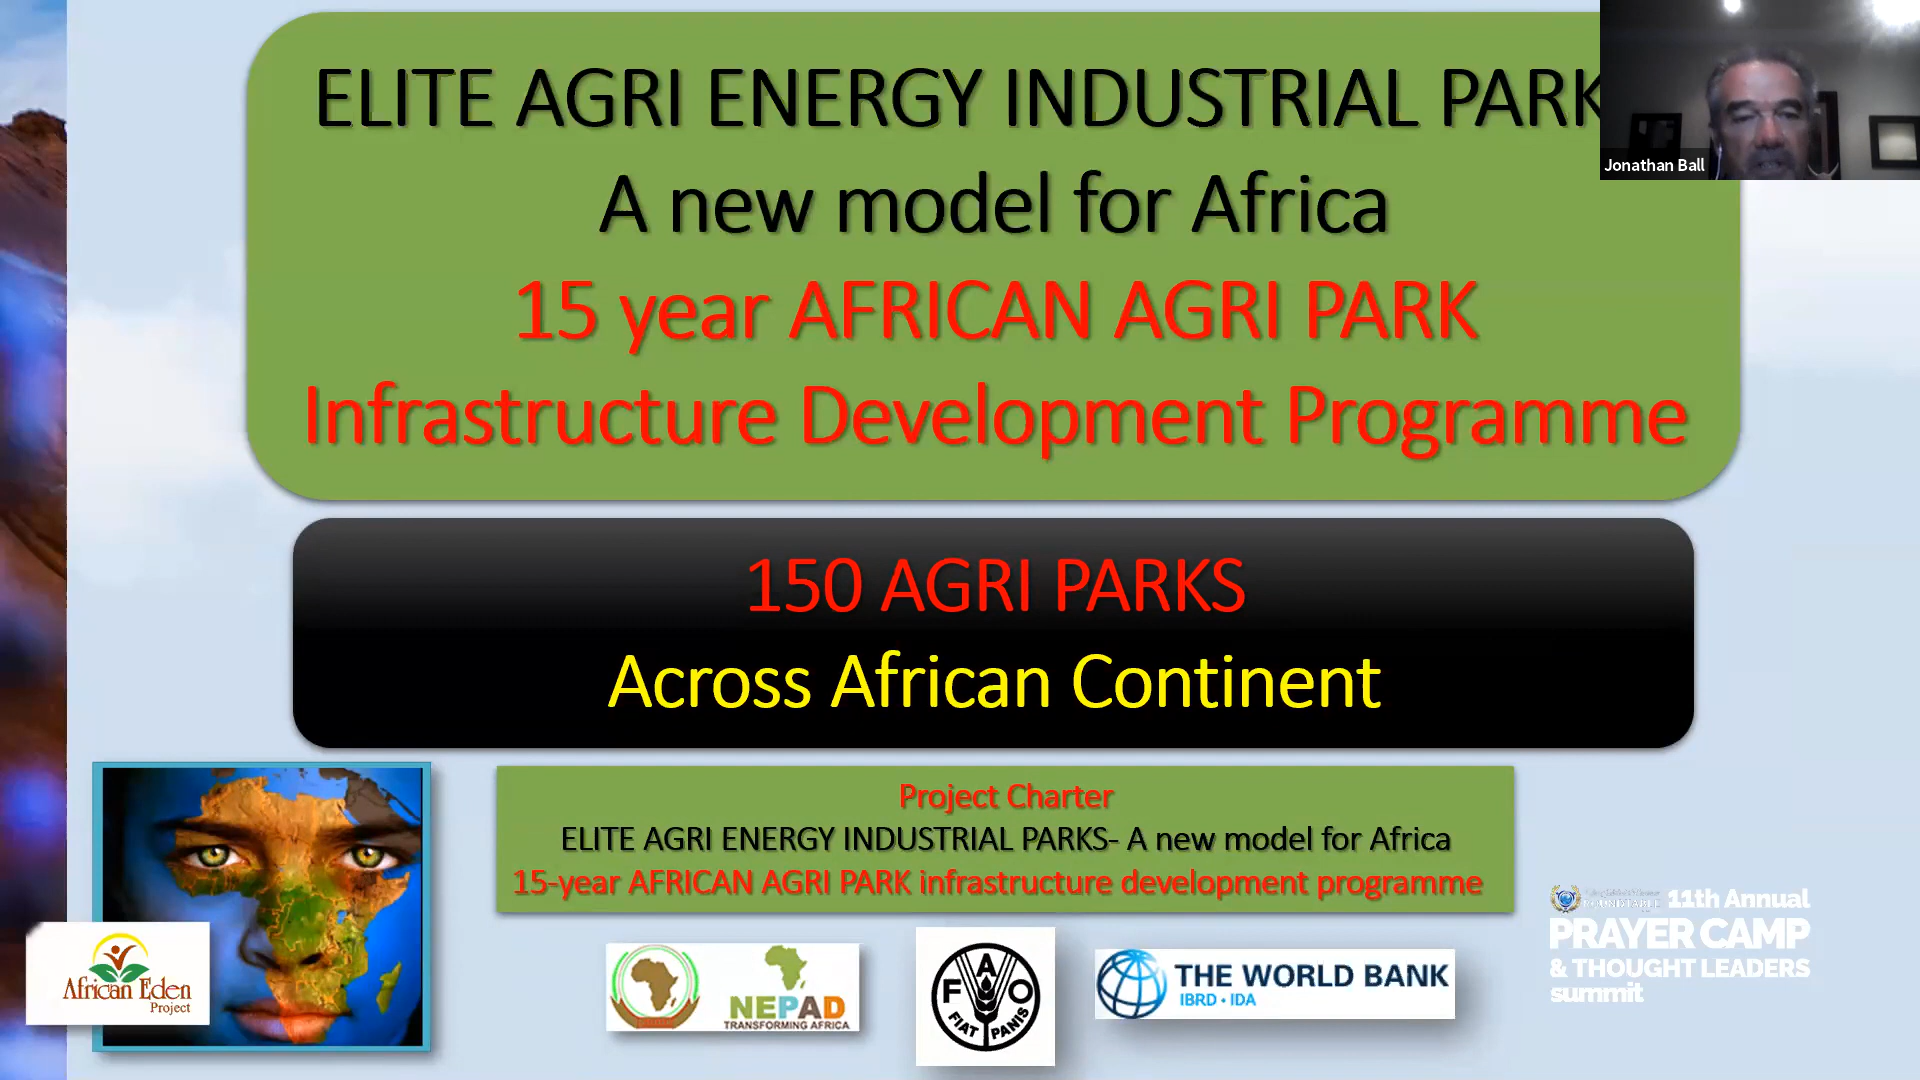 ELITE AGRI ENERGY INDUSTRIAL PARK
A new model for Africa
15 year AFRICAN AGRI PARK
Infrastructure Development Programme
Jonathan Ball
150 AGRI PARKS
Across African Continent
Project Charter
ELITE AGRI ENERGY INDUSTRIAL PARKS- A new model for Africa
15-year AFRICAN AGRI PARK infrastructure development programme
African Eden
Project
NEPAD
TRANSFORMING AFRICA
F A O
FIAT PANIS
THE WORLD BANK
IBRD • IDA
ROUNDTABLE 11th Annual
PRAYER CAMP
& THOUGHT LEADERS
summit